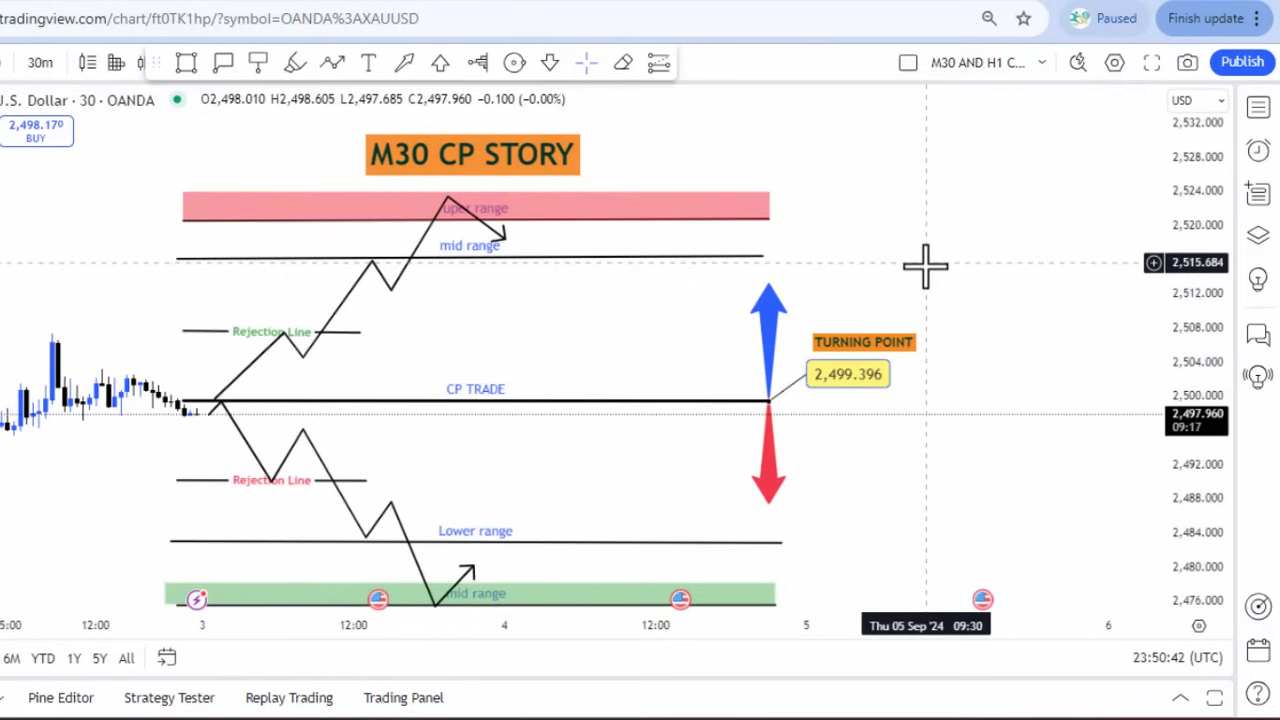 tradingview.com/chart/ft0TK1hp/?symbol=OANDA%3AXAUUSD
Paused
Finish update
30m
M30 AND H1 C...
Publish
U.S. Dollar · 30 · OANDA
O2,498.010 H2,498.605 L2,497.685 C2,497.960 −0.100 (−0.00%)
USD
2,498.170
BUY
M30 CP STORY
uper range
mid range
Rejection Line
CP TRADE
TURNING POINT
2,499.396
Rejection Line
Lower range
mid range
2,532.000
2,528.000
2,524.000
2,520.000
2,515.684
2,512.000
2,508.000
2,504.000
2,500.000
2,497.960
09:17
2,492.000
2,488.000
2,484.000
2,480.000
2,476.000
5:00
12:00
3
12:00
4
12:00
5
Thu 05 Sep '24 09:30
6
6M YTD 1Y 5Y All
23:50:42 (UTC)
Pine Editor
Strategy Tester
Replay Trading
Trading Panel